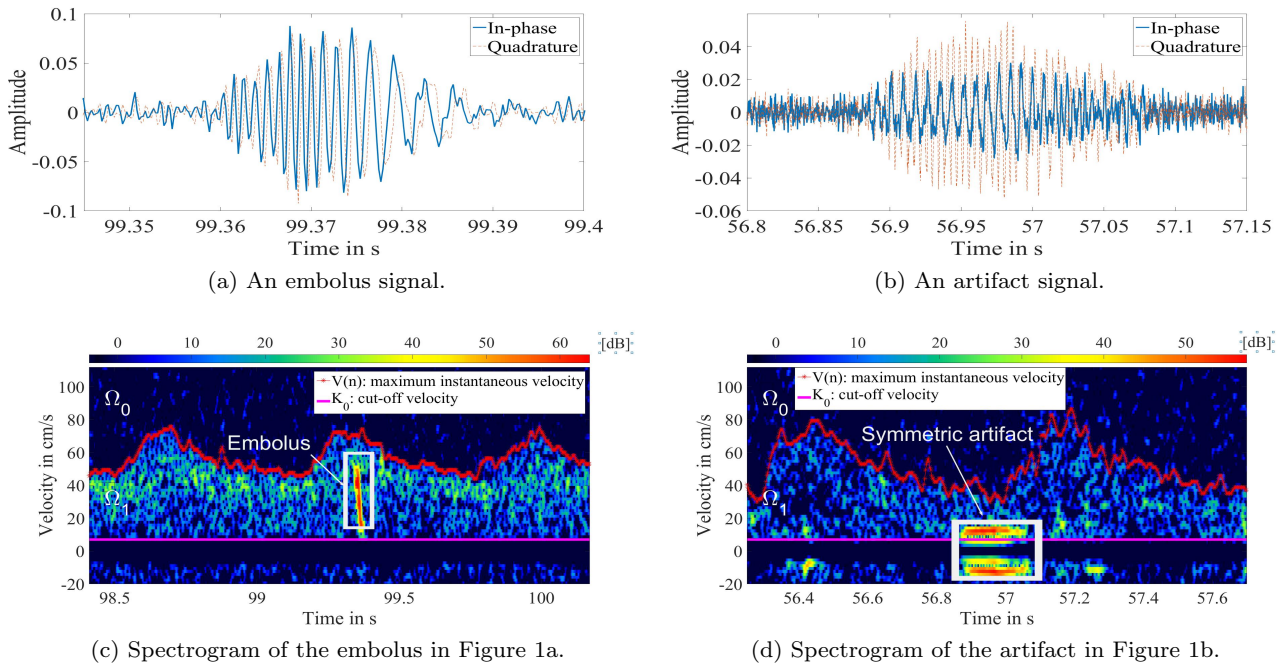 0.1
0.05
0
-0.05
-0.1
Amplitude
In-phase
Quadrature
99.35 99.36 99.37 99.38 99.39 99.4
Time in s
(a) An embolus signal.
0.04
0.02
0
-0.02
-0.04
-0.06
Amplitude
In-phase
Quadrature
56.8 56.85 56.9 56.95 57 57.05 57.1 57.15
Time in s
(b) An artifact signal.
0 10 20 30 40 50 60 [dB]
100
80
60
40
20
0
-20
Velocity in cm/s
V(n): maximum instantaneous velocity
K0: cut-off velocity
Ω0
Embolus
Ω1
98.5 99 99.5 100
Time in s
(c) Spectrogram of the embolus in Figure 1a.
0 10 20 30 40 50 [dB]
100
80
60
40
20
0
-20
Velocity in cm/s
V(n): maximum instantaneous velocity
K0: cut-off velocity
Ω0
Symmetric artifact
Ω1
56.4 56.6 56.8 57 57.2 57.4 57.6
Time in s
(d) Spectrogram of the artifact in Figure 1b.